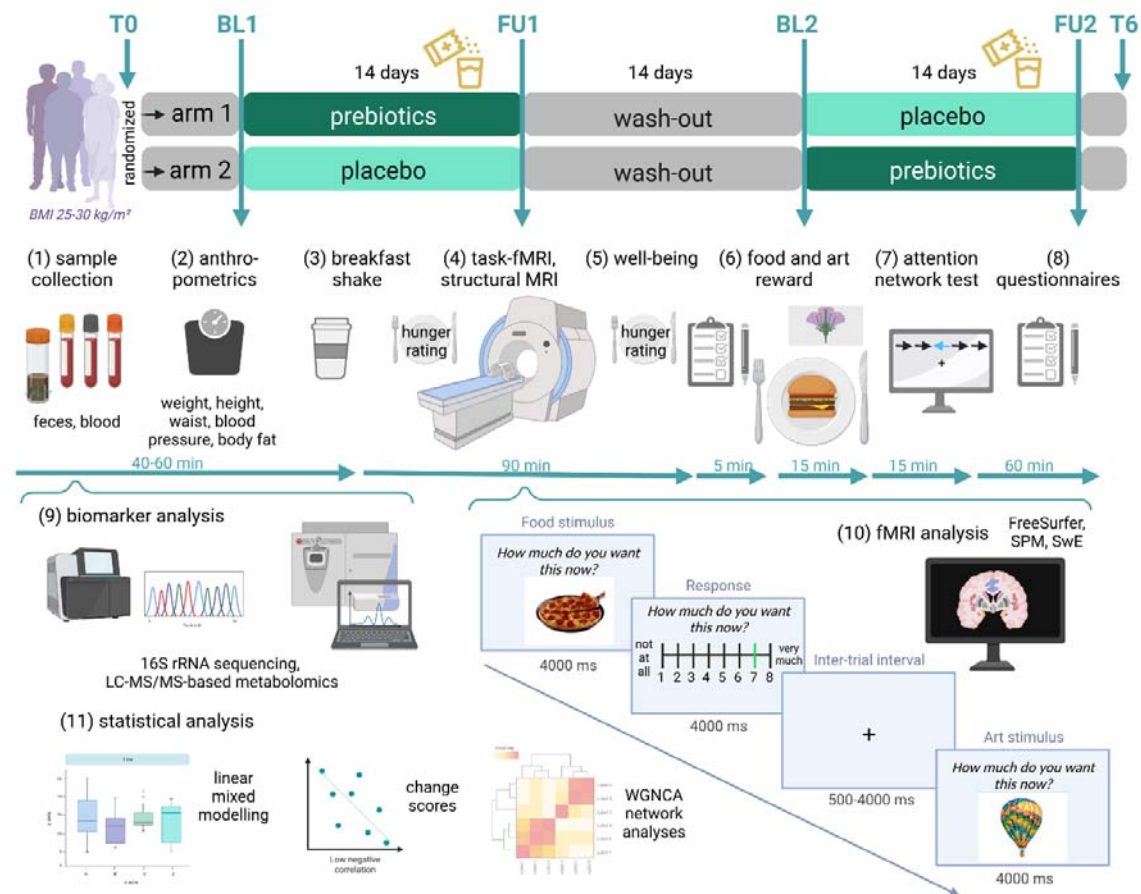 T0
BL1
FU1
BL2
FU2
T6
14 days
14 days
14 days
randomized
arm 1
prebiotics
wash-out
placebo
arm 2
placebo
wash-out
prebiotics
BMI 25-30 kg/m²
(1) sample
collection
(2) anthro-
pometrics
(3) breakfast
shake
(4) task-fMRI,
structural MRI
(5) well-being
(6) food and art
reward
(7) attention
network test
(8)
questionnaires
hunger
rating
hunger
rating
feces, blood
weight, height,
waist, blood
pressure, body fat
40-60 min
90 min
5 min
15 min
15 min
60 min
(9) biomarker analysis
16S rRNA sequencing,
LC-MS/MS-based metabolomics
Food stimulus
How much do you want
this now?
4000 ms
Response
How much do you want
this now?
not
at
all
very
much
1 2 3 4 5 6 7 8
4000 ms
Inter-trial interval
+
500-4000 ms
Art stimulus
How much do you want
this now?
4000 ms
(10) fMRI analysis
FreeSurfer,
SPM, SwE
(11) statistical analysis
linear
mixed
modelling
Low negative
correlation
change
scores
WGNCA
network
analyses